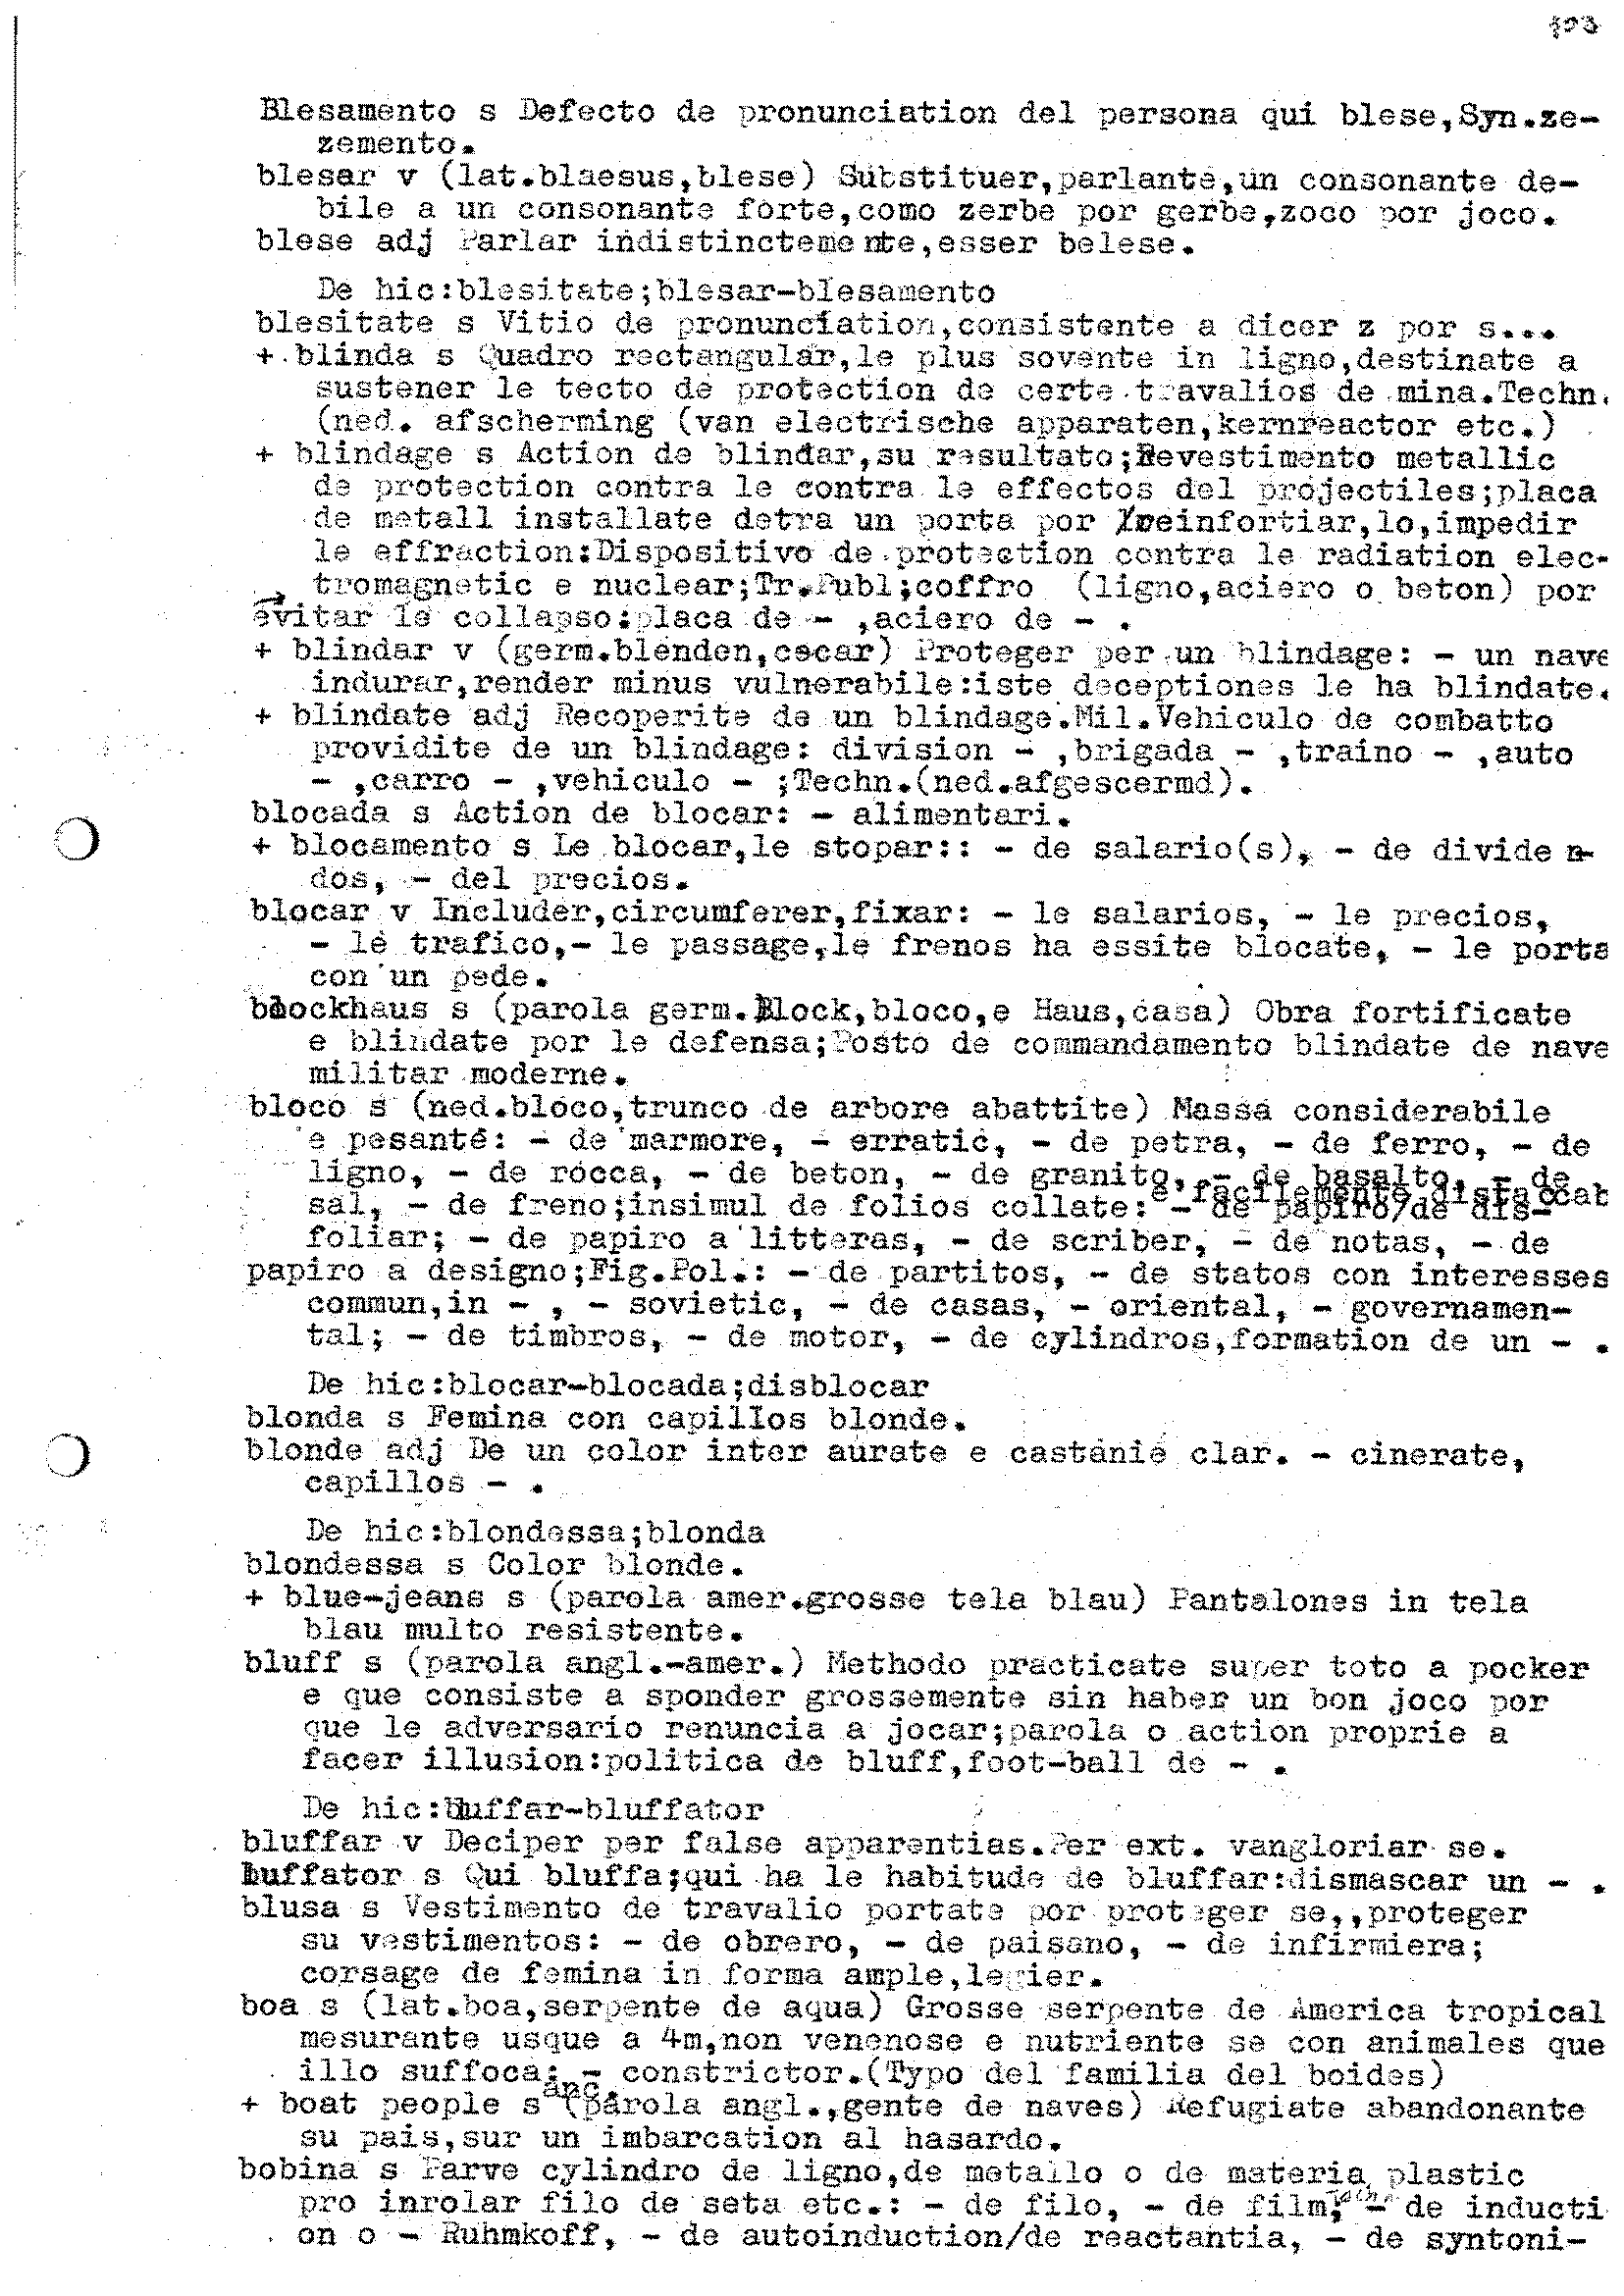 Blesamento s Defecto de pronunciation del persona qui blese,Syn.ze-
zemento.
blesar v (lat.blaesus,blese) Substituer,parlante,un consonante de-
bile a un consonante forte,como zerbe por gerbe,zoco por joco.
blese adj Parlar indistinctemente,esser belese.
De hic:blesitate;blesar-blesamento
blesitate s Vitio de pronunciation,consistente a dicer z por s...
+ blinda s Quadro rectangular,le plus sovente in ligno,destinate a
sustener le tecto de protection de certe travalios de mina.Techn.
(ned. afscherming (van electrische apparaten,kernreactor etc.)
+ blindage s Action de blindar,su resultato;Revestimento metallic
de protection contra le contra le effectos del projectiles;placa
de metall installate detra un porta por reinfortiar,lo,impedir
le effraction:Dispositivo de protection contra le radiation elec-
tromagnetic e nuclear;Tr.Publ;coffro (ligno,aciero o beton) por
evitar le collapso:placa de - ,aciero de - .
+ blindar v (germ.blenden,cecar) Proteger per un blindage: - un nave
indurar,render minus vulnerabile:iste deceptiones le ha blindate.
+ blindate adj Recoperite de un blindage.Mil.Vehiculo de combatto
providite de un blindage: division - ,brigada - ,traino - ,auto
- ,carro - ,vehiculo - ;Techn.(ned.afgescermd).
blocada s Action de blocar: - alimentari.
+ blocamento s Le blocar,le stopar:: - de salario(s), - de dividen-
dos, - del precios.
blocar v Includer,circumferer,fixar: - le salarios, - le precios,
- le trafico,- le passage,le frenos ha essite blocate, - le porta
con un pede.
blockhaus s (parola germ.Block,bloco,e Haus,casa) Obra fortificate
e blindate por le defensa;Posto de commandamento blindate de nave
militar moderne.
bloco s (ned.bloco,trunco de arbore abattite) Massa considerabile
e pesante: - de marmore, - erratic, - de petra, - de ferro, - de
ligno, - de rocca, - de beton, - de granito, - de basalto, - de
e facilemente distaccab
sal, - de freno;insimul de folios collate: - de papiro/de dis-
foliar; - de papiro a litteras, - de scriber, - de notas, - de
papiro a designo;Fig.Pol.: - de partitos, - de statos con interesses
commun,in - , - sovietic, - de casas, - oriental, - governamen-
tal; - de timbros, - de motor, - de cylindros,formation de un - .
De hic:blocar-blocada;disblocar
blonda s Femina con capillos blonde.
blonde adj De un color inter aurate e castanie clar. - cinerate,
capillos - .
De hic:blondessa;blonda
blondessa s Color blonde.
+ blue-jeans s (parola amer.grosse tela blau) Pantalones in tela
blau multo resistente.
bluff s (parola angl.-amer.) Methodo practicate super toto a pocker
e que consiste a sponder grossemente sin haber un bon joco por
que le adversario renuncia a jocar;parola o action proprie a
facer illusion:politica de bluff,foot-ball de - .
De hic:bluffar-bluffator
bluffar v Deciper per false apparentias.Per ext. vangloriar se.
buffator s Qui bluffa;qui ha le habitude de bluffar:dismascar un - .
blusa s Vestimento de travalio portate por proteger se,,proteger
su vestimentos: - de obrero, - de paisano, - de infirmiera;
corsage de femina in forma ample,legier.
boa s (lat.boa,serpente de aqua) Grosse serpente de America tropical
mesurante usque a 4m,non venenose e nutriente se con animales que
illo suffoca: - constrictor.(Typo del familia del boides)
+ boat people s anc. (parola angl.,gente de naves) Refugiate abandonante
su pais,sur un imbarcation al hasardo.
bobina s Parve cylindro de ligno,de metallo o de materia plastic
pro inrolar filo de seta etc.: - de filo, - de film; - de inducti
on o - Ruhmkoff, - de autoinduction/de reactantia, - de syntoni-